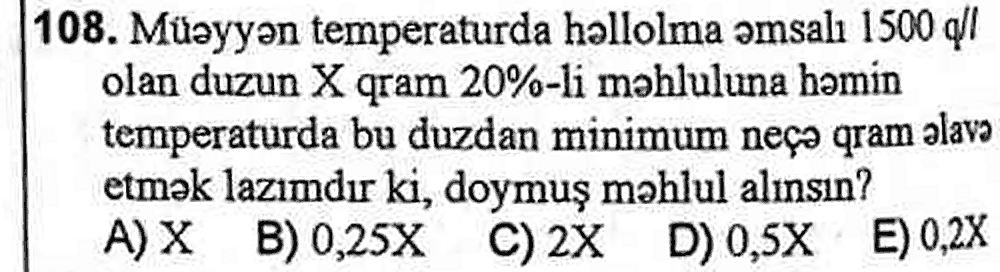 108. Müəyyən temperaturda həllolma əmsalı 1500 q/l
olan duzun X qram 20%-li məhluluna həmin
temperaturda bu duzdan minimum neçə qram əlavə
etmək lazımdır ki, doymuş məhlul alınsın?
A) X B) 0,25X C) 2X D) 0,5X E) 0,2X